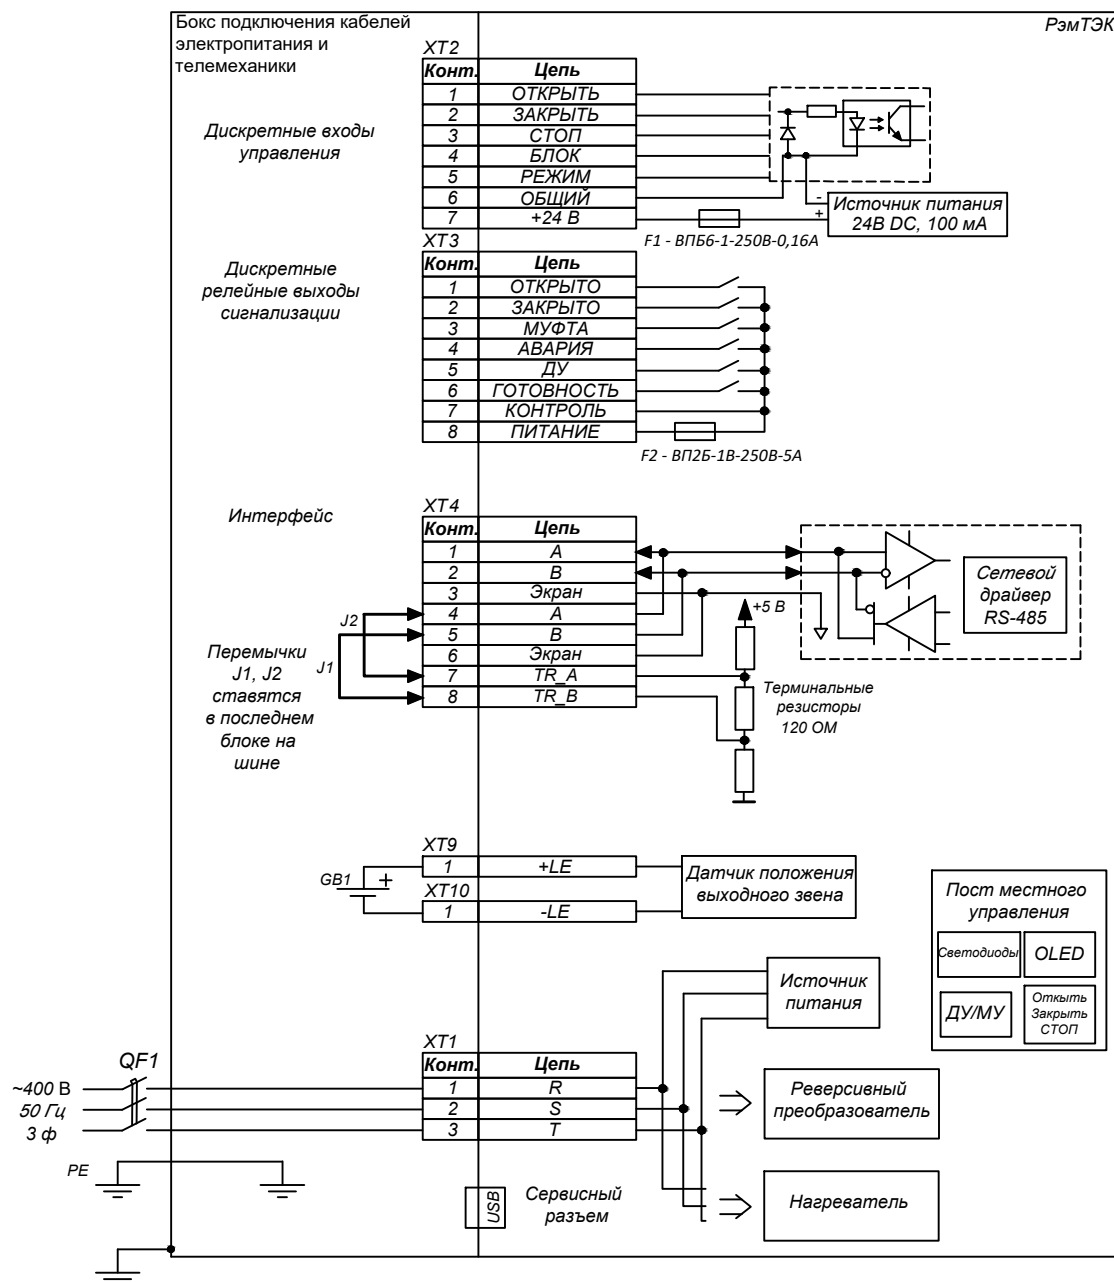 Бокс подключения кабелей
электропитания и
телемеханики
РэмТЭК
XT2
Конт. Цепь
1 ОТКРЫТЬ
2 ЗАКРЫТЬ
3 СТОП
4 БЛОК
5 РЕЖИМ
6 ОБЩИЙ
7 +24 В
Дискретные входы
управления
-
+
Источник питания
24В DC, 100 мА
F1 - ВПБ6-1-250В-0,16А
XT3
Конт. Цепь
1 ОТКРЫТО
2 ЗАКРЫТО
3 МУФТА
4 АВАРИЯ
5 ДУ
6 ГОТОВНОСТЬ
7 КОНТРОЛЬ
8 ПИТАНИЕ
Дискретные
релейные выходы
сигнализации
F2 - ВП2Б-1В-250В-5А
Интерфейс
XT4
Конт. Цепь
1 A
2 B
3 Экран
4 A
5 B
6 Экран
7 TR_A
8 TR_B
J2
J1
Перемычки
J1, J2
ставятся
в последнем
блоке на
шине
+5 В
Терминальные
резисторы
120 ОМ
Сетевой
драйвер
RS-485
XT9
1 +LE
XT10
1 -LE
GB1
+
Датчик положения
выходного звена
Пост местного
управления
Светодиоды
OLED
ДУ/МУ
Откыть
Закрыть
СТОП
Источник
питания
XT1
Конт. Цепь
1 R
2 S
3 T
QF1
~400 В
50 Гц
3 ф
PE
Реверсивный
преобразователь
Нагреватель
USB
Сервисный
разъем